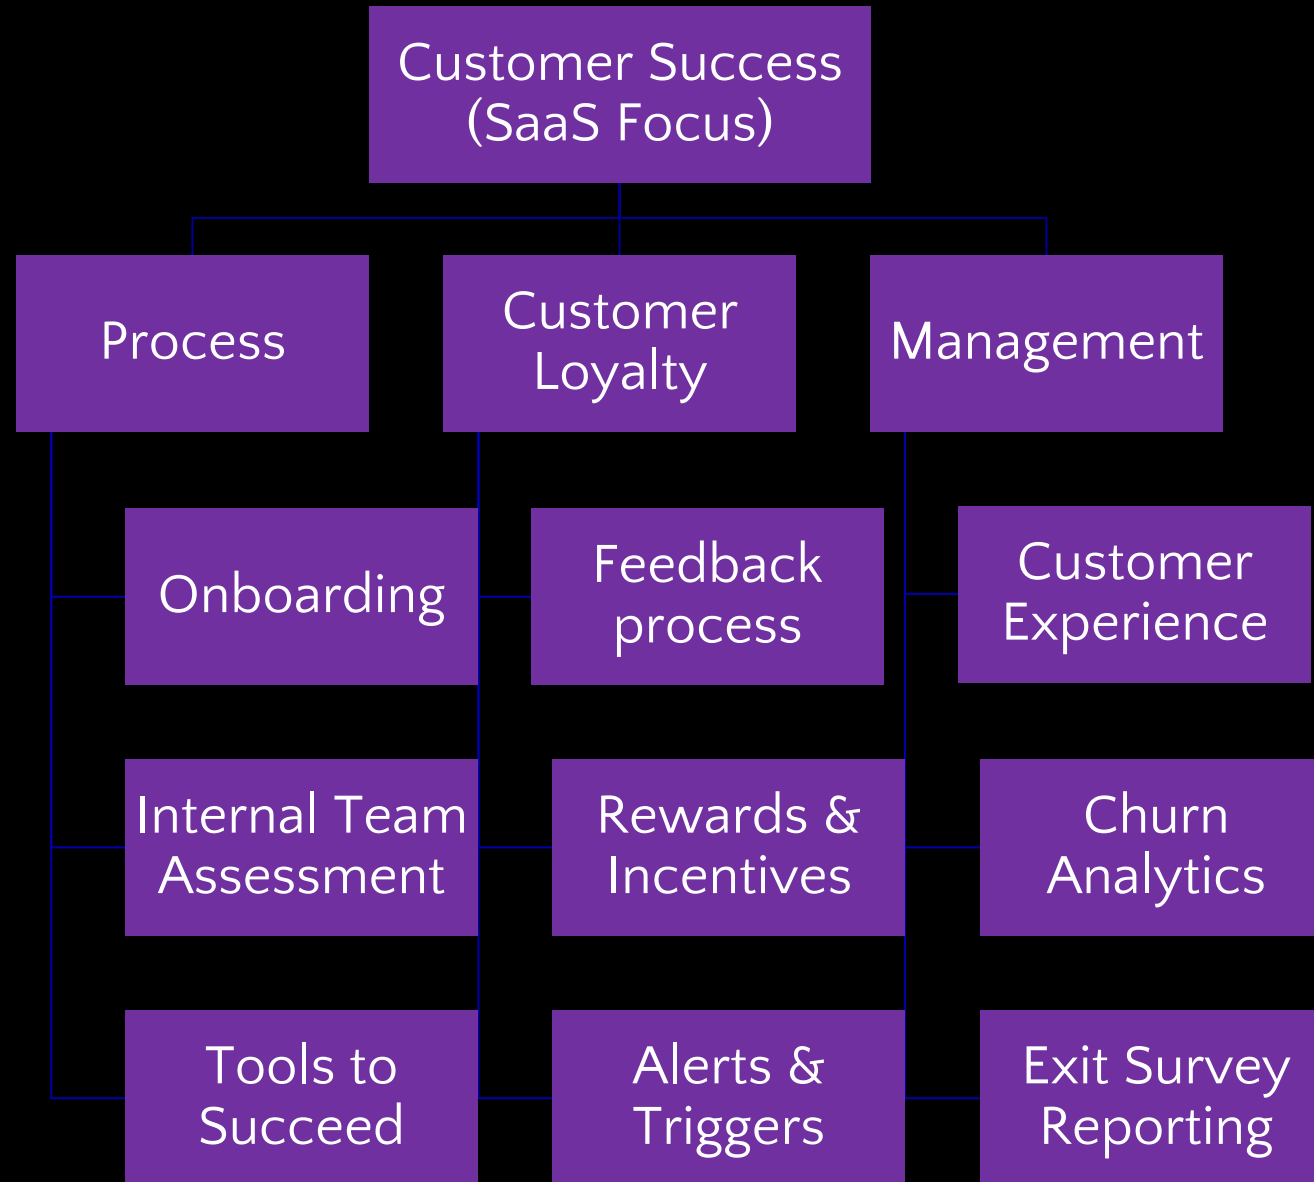 Customer Success
(SaaS Focus)
Process
Customer
Loyalty
Management
Onboarding
Feedback
process
Customer
Experience
Internal Team
Assessment
Rewards &
Incentives
Churn
Analytics
Tools to
Succeed
Alerts &
Triggers
Exit Survey
Reporting